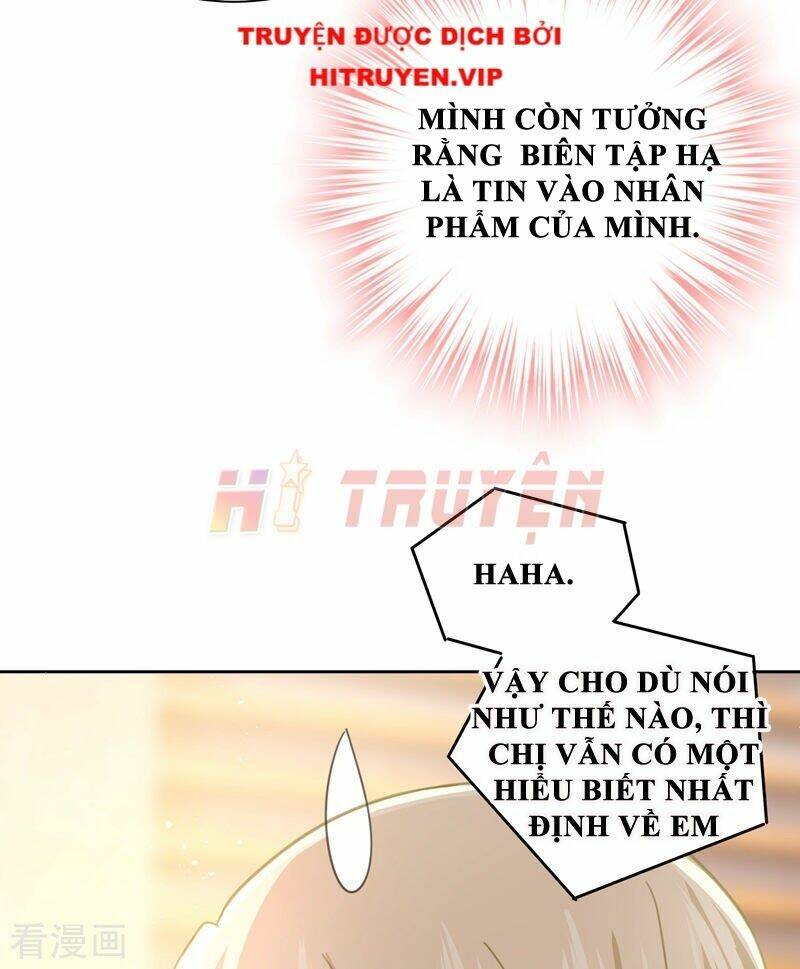 TRUYỆN ĐƯỢC DỊCH BỞI
HITRUYEN.VIP
MÌNH CÒN TƯỞNG
RẰNG BIÊN TẬP HẠ
LÀ TIN VÀO NHÂN
PHẨM CỦA MÌNH.
HI TRUYỆN
HAHA.
VẬY CHO DÙ NÓI
NHƯ THẾ NÀO, THÌ
CHỊ VẪN CÓ MỘT
HIỂU BIẾT NHẤT
ĐỊNH VỀ EM
看漫画